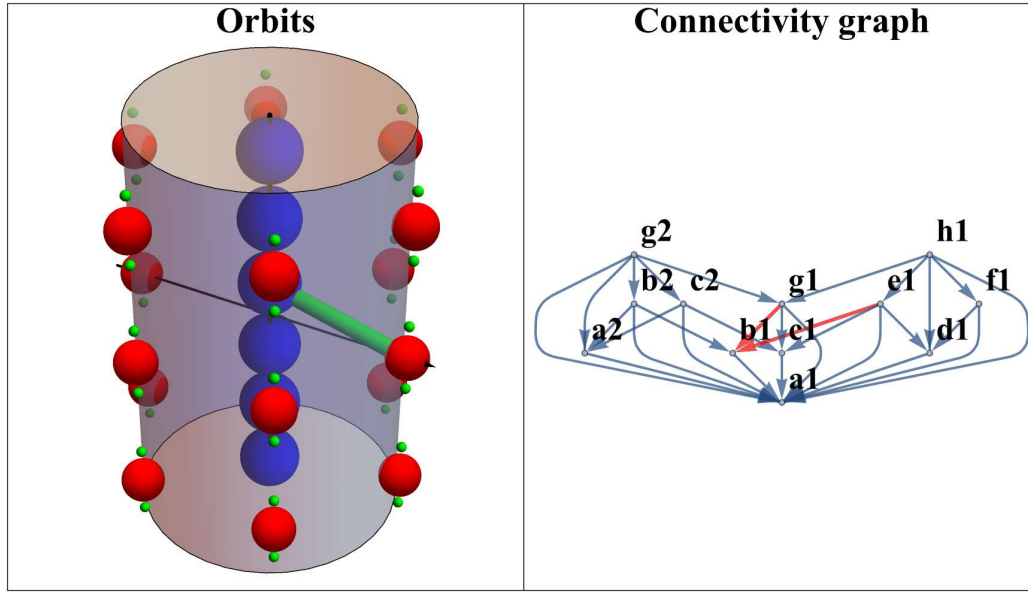 Orbits
Connectivity graph
g2
h1
b2 c2 g1 e1 f1
a2 b1 c1 d1
a1